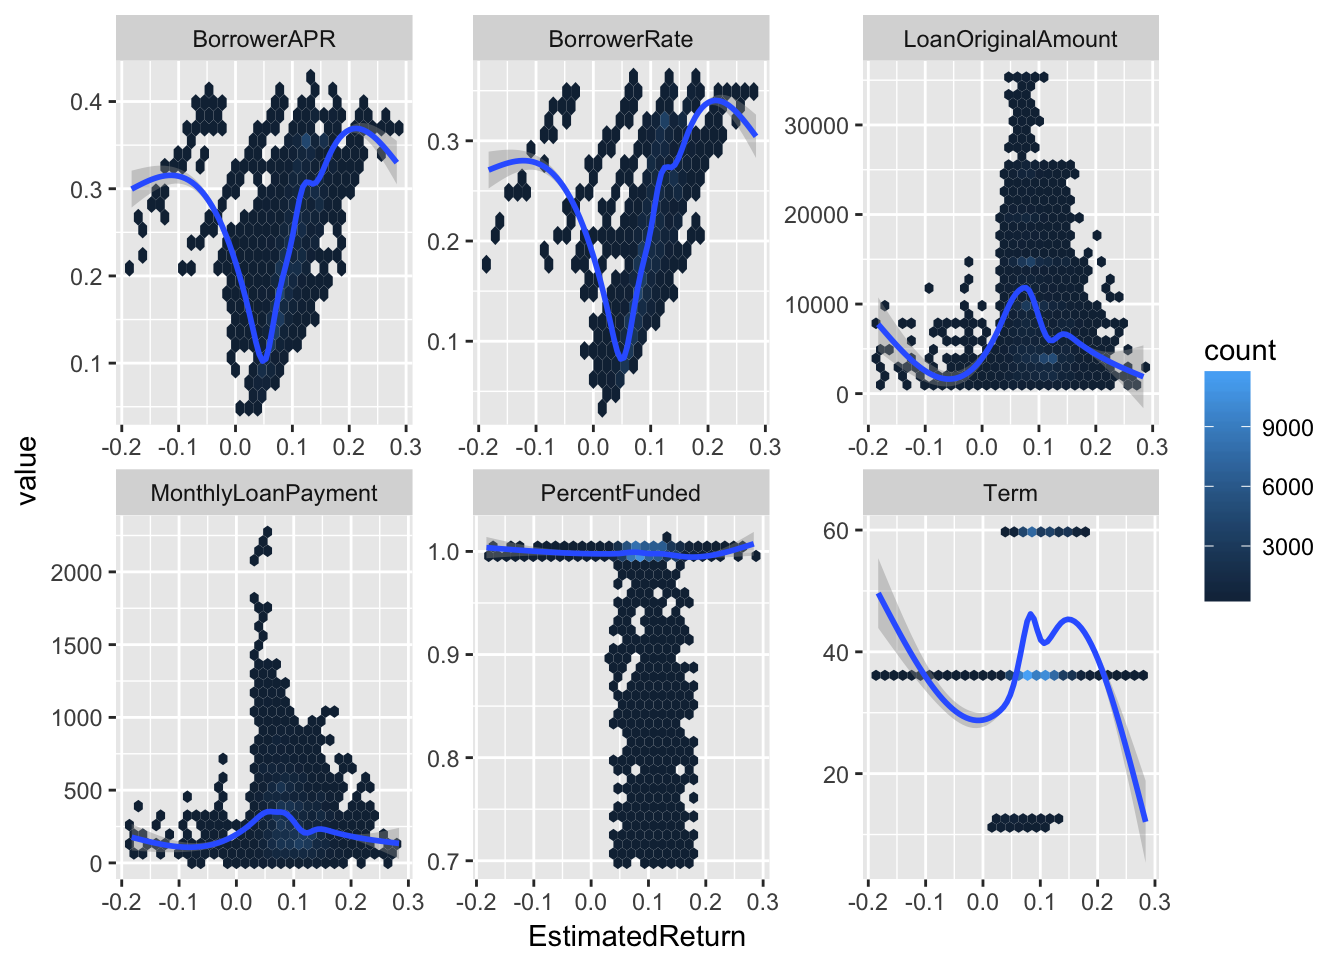 BorrowerAPR
BorrowerRate
LoanOriginalAmount
0.4
0.3
0.2
0.1
-0.2 -0.1 0.0 0.1 0.2 0.3
0.3
0.2
0.1
-0.2 -0.1 0.0 0.1 0.2 0.3
30000
20000
10000
0
-0.2 -0.1 0.0 0.1 0.2 0.3
MonthlyLoanPayment
PercentFunded
Term
2000
1500
1000
500
0
-0.2 -0.1 0.0 0.1 0.2 0.3
1.0
0.9
0.8
0.7
-0.2 -0.1 0.0 0.1 0.2 0.3
60
40
20
-0.2 -0.1 0.0 0.1 0.2 0.3
value
EstimatedReturn
count
9000
6000
3000